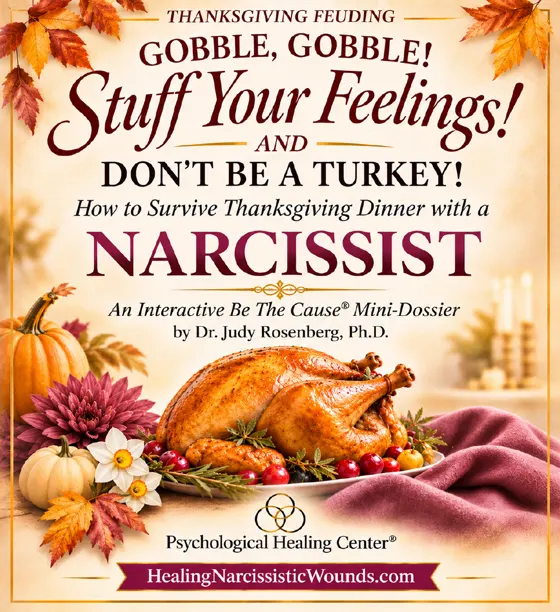 THANKSGIVING FEUDING
GOBBLE, GOBBLE!
Stuff Your Feelings!
AND
DON'T BE A TURKEY!
How to Survive Thanksgiving Dinner with a
NARCISSIST
An Interactive Be The Cause® Mini-Dossier
by Dr. Judy Rosenberg, Ph.D.
Psychological Healing Center®
HealingNarcissisticWounds.com